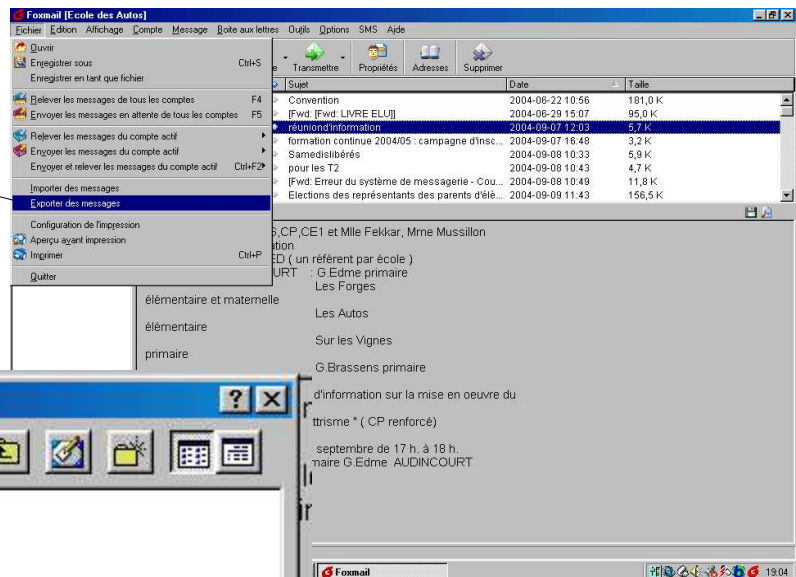 Foxmail [Ecole des Autos]
Fichier Edition Affichage Compte Message Boite aux lettres Outils Options SMS Aide
Ouvrir
Enregistrer sous Ctrl+S
Enregistrer en tant que fichier
Relever les messages de tous les comptes F4
Envoyer les messages en attente de tous les comptes F5
Relever les messages du compte actif
Envoyer les messages du compte actif
Envoyer et relever les messages du compte actif Ctrl+F2
Importer des messages
Exporter des messages
Configuration de l'impression
Aperçu avant impression
Imprimer Ctrl+P
Quitter
e Transmettre Propriétés Adresses Supprimer
Sujet Date Taille
Convention 2004-06-22 10:56 181,0 K
[Fwd: [Fwd: LIVRE ELU]] 2004-06-29 15:07 95,0 K
réuniond'information 2004-09-07 12:03 5,7 K
formation continue 2004/05 : campagne d'insc... 2004-09-07 16:48 3,2 K
Samedislibérés 2004-09-08 10:33 5,9 K
pour les T2 2004-09-08 10:43 4,7 K
[Fwd: Erreur du système de messagerie - Cou... 2004-09-08 10:49 11,8 K
Elections des représentants des parents d'élè... 2004-09-09 11:43 156,5 K
,CP,CE1 et Mlle Fekkar, Mme Mussillon
ation
ED ( un référent par école )
URT : G.Edme primaire
Les Forges
élémentaire et maternelle
Les Autos
élémentaire
Sur les Vignes
primaire
G.Brassens primaire
d'information sur la mise en oeuvre du
ttrisme " ( CP renforcé)
septembre de 17 h. à 18 h.
maire G.Edme AUDINCOURT
Foxmail 19:04